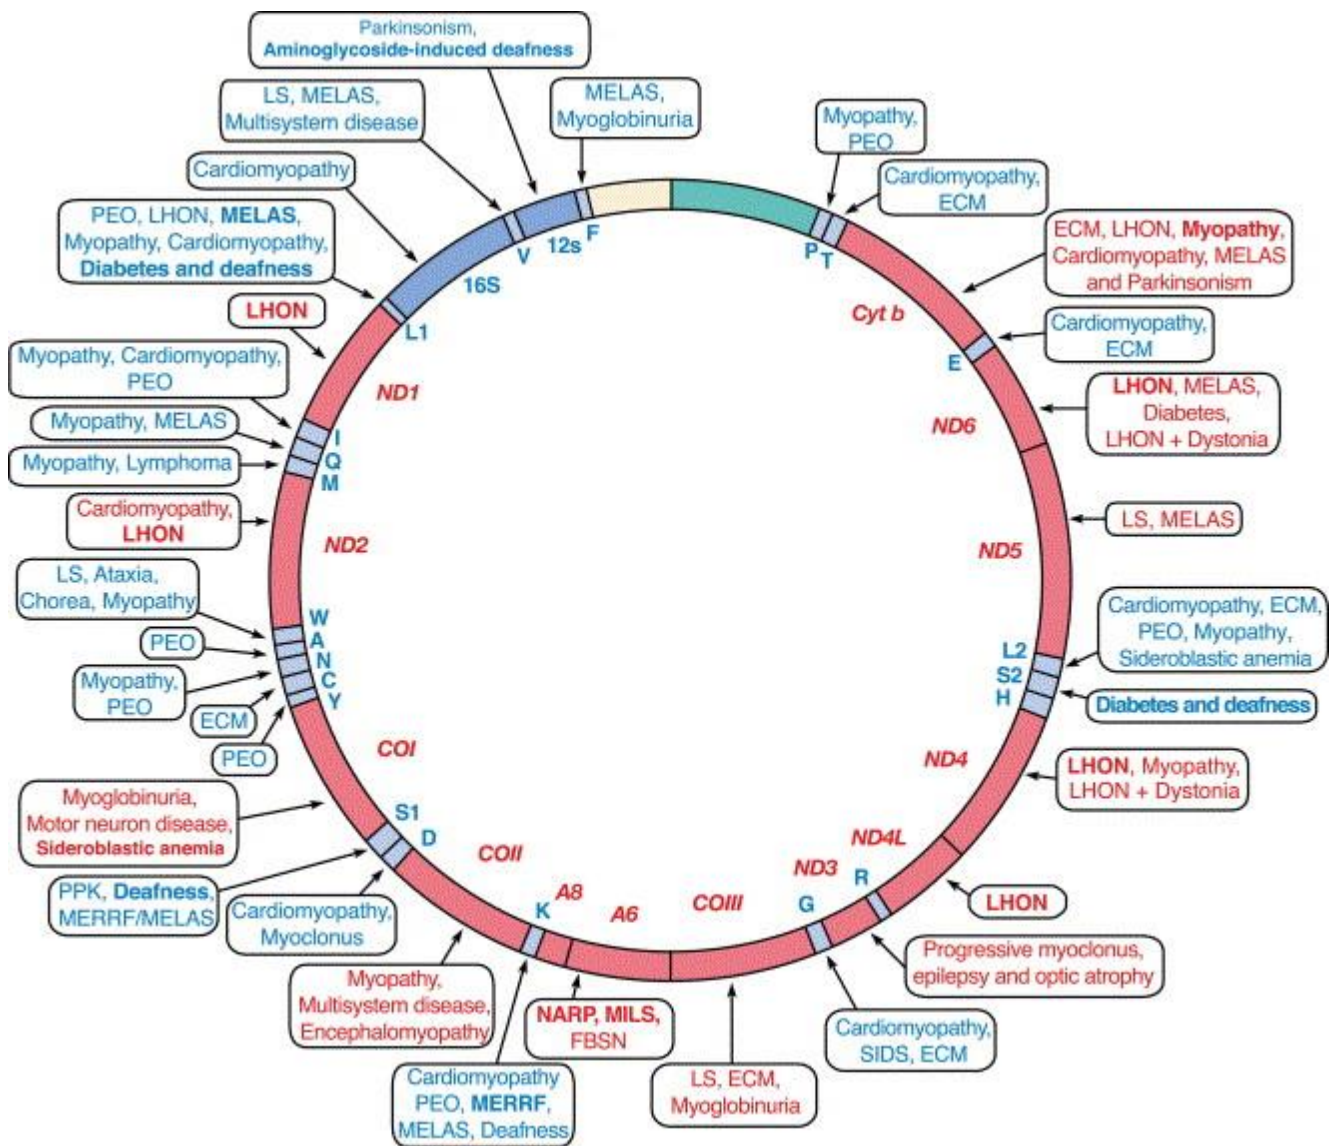 Parkinsonism,
Aminoglycoside-induced deafness
LS, MELAS,
Multisystem disease
MELAS,
Myoglobinuria
Myopathy,
PEO
Cardiomyopathy
Cardiomyopathy,
ECM
PEO, LHON, MELAS,
Myopathy, Cardiomyopathy,
Diabetes and deafness
ECM, LHON, Myopathy,
Cardiomyopathy, MELAS
and Parkinsonism
LHON
Cardiomyopathy,
ECM
Myopathy, Cardiomyopathy,
PEO
Myopathy, MELAS
LHON, MELAS,
Diabetes,
LHON + Dystonia
Myopathy, Lymphoma
Cardiomyopathy,
LHON
LS, MELAS
LS, Ataxia,
Chorea, Myopathy
Cardiomyopathy, ECM,
PEO, Myopathy,
Sideroblastic anemia
PEO
Myopathy,
PEO
Diabetes and deafness
ECM
PEO
LHON, Myopathy,
LHON + Dystonia
Myoglobinuria,
Motor neuron disease,
Sideroblastic anemia
PPK, Deafness,
MERRF/MELAS
Cardiomyopathy,
Myoclonus
LHON
Myopathy,
Multisystem disease,
Encephalomyopathy
Progressive myoclonus,
epilepsy and optic atrophy
NARP, MILS,
FBSN
Cardiomyopathy,
SIDS, ECM
Cardiomyopathy
PEO, MERRF,
MELAS, Deafness
LS, ECM,
Myoglobinuria
F
12s
V
16S
L1
ND1
I
Q
M
ND2
W
A
N
C
Y
COI
S1
D
COII
K
A8
A6
COIII
G
ND3
R
ND4L
ND4
H
S2
L2
ND5
ND6
E
Cyt b
T
P